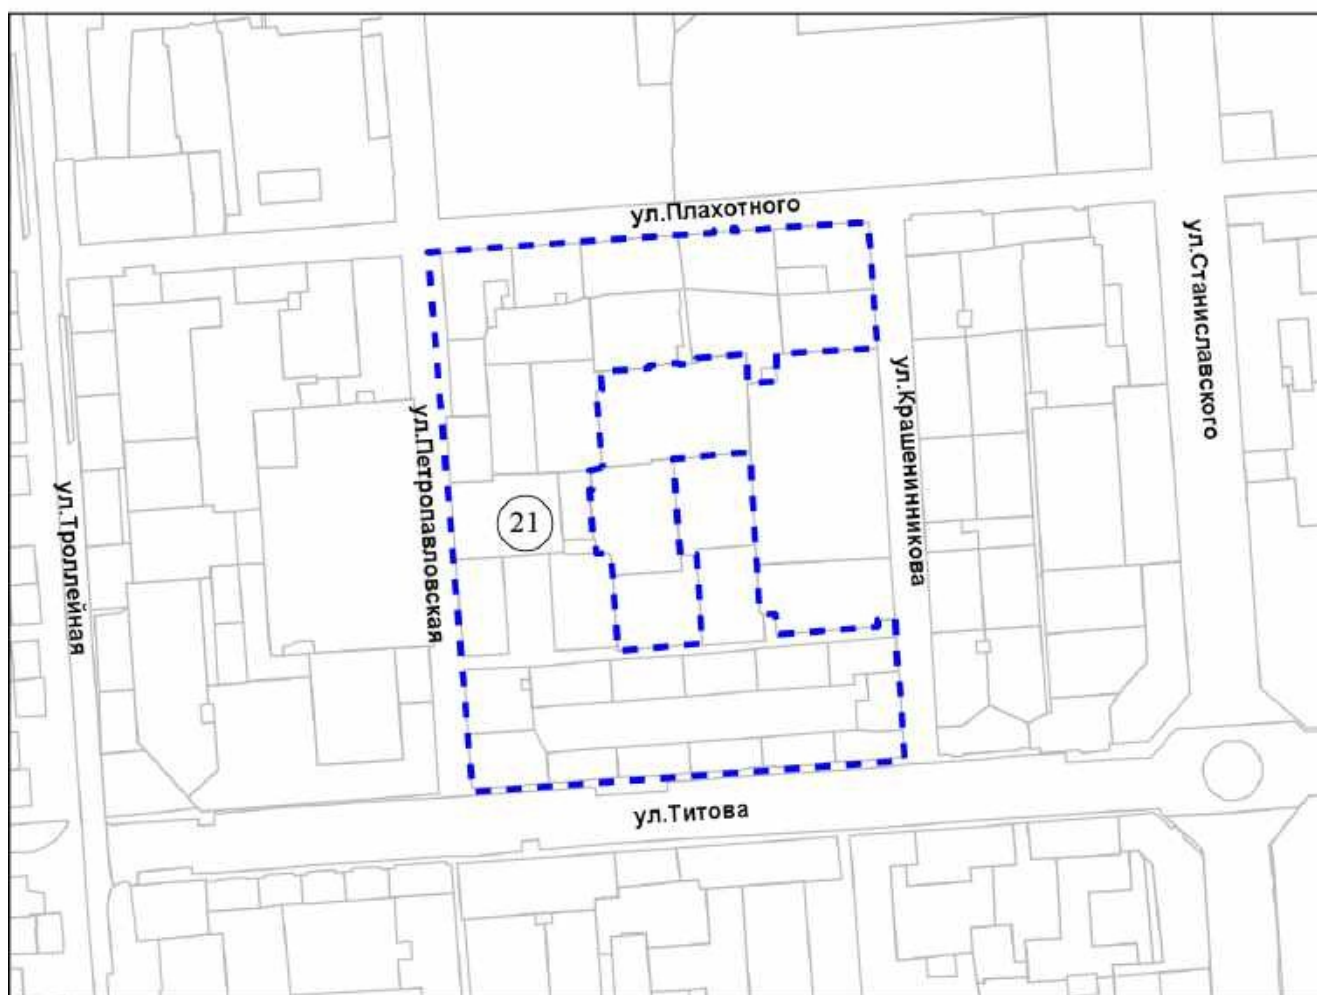 ул.Плахотного
ул.Станиславского
ул.Крашенинникова
ул.Петропавловская
ул.Троллейная
21
ул.Титова